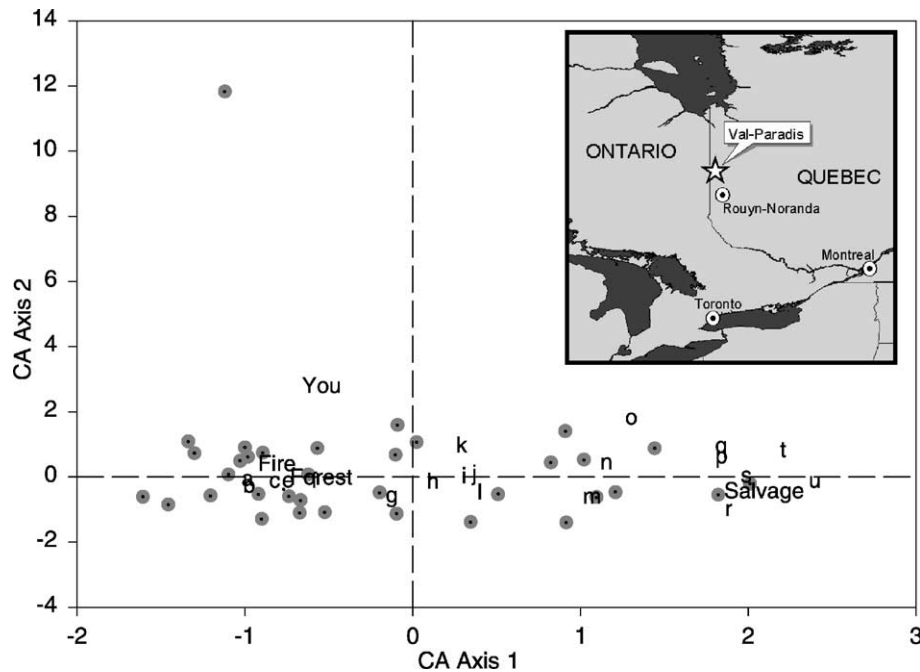 14
12
10
8
6
4
2
0
-2
-4
CA Axis 2
-2
-1
0
1
2
3
CA Axis 1
You
Fire
Forest
Salvage
a
b
c
e
g
h
i
j
k
l
m
n
o
p
q
r
s
t
u
ONTARIO
QUEBEC
Val-Paradis
Rouyn-Noranda
Montreal
Toronto